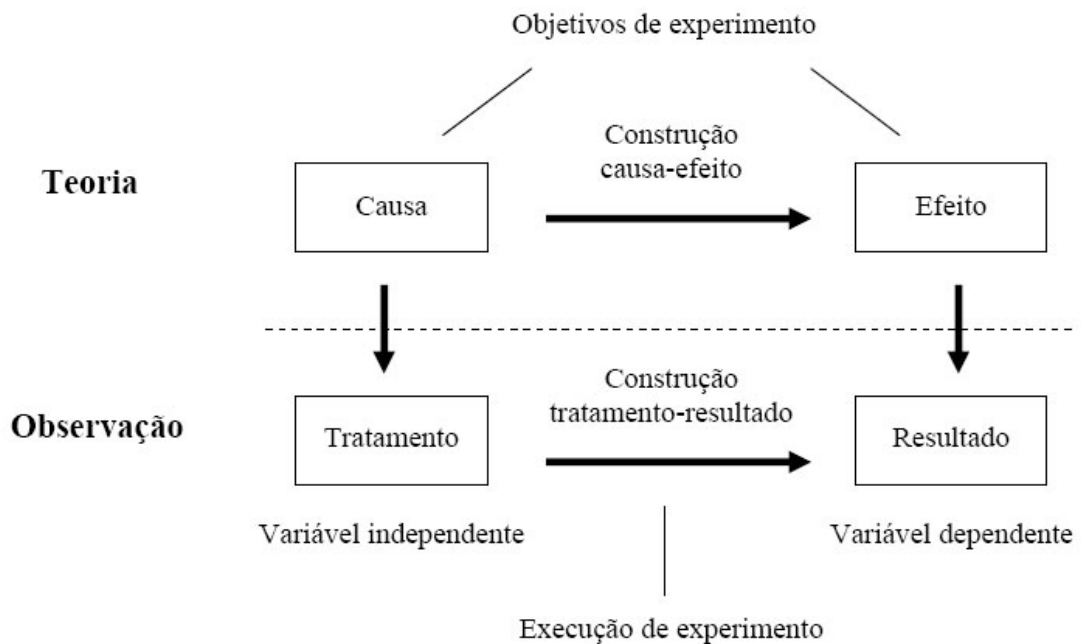 Objetivos de experimento
Construção
causa-efeito
Teoria
Causa
Efeito
Construção
tratamento-resultado
Observação
Tratamento
Resultado
Variável independente
Variável dependente
Execução de experimento